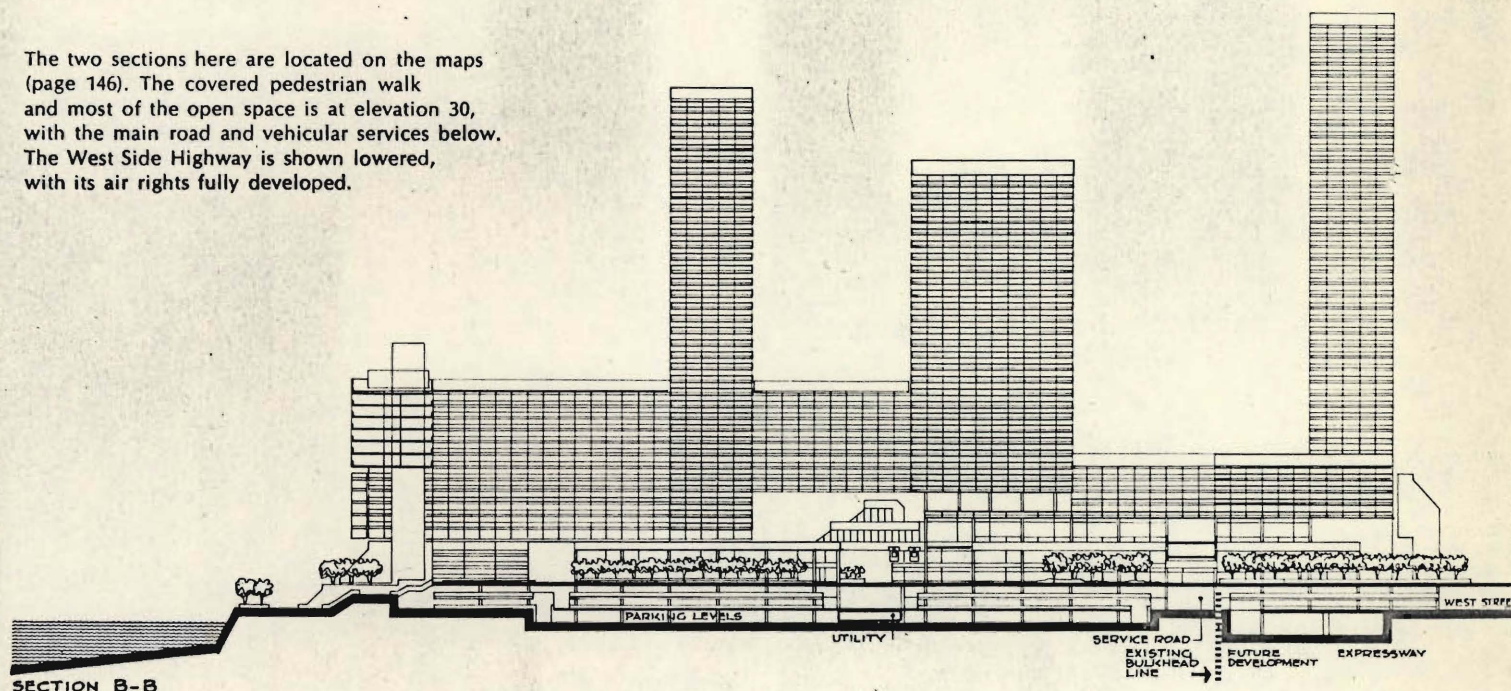 The two sections here are located on the maps
(page 146). The covered pedestrian walk
and most of the open space is at elevation 30,
with the main road and vehicular services below.
The West Side Highway is shown lowered,
with its air rights fully developed.
PARKING LEVELS
WEST STREE
UTILITY
SERVICE ROAD
EXISTING
BULKHEAD
LINE
FUTURE
DEVELOPMENT
EXPRESSWAY
SECTION B-B